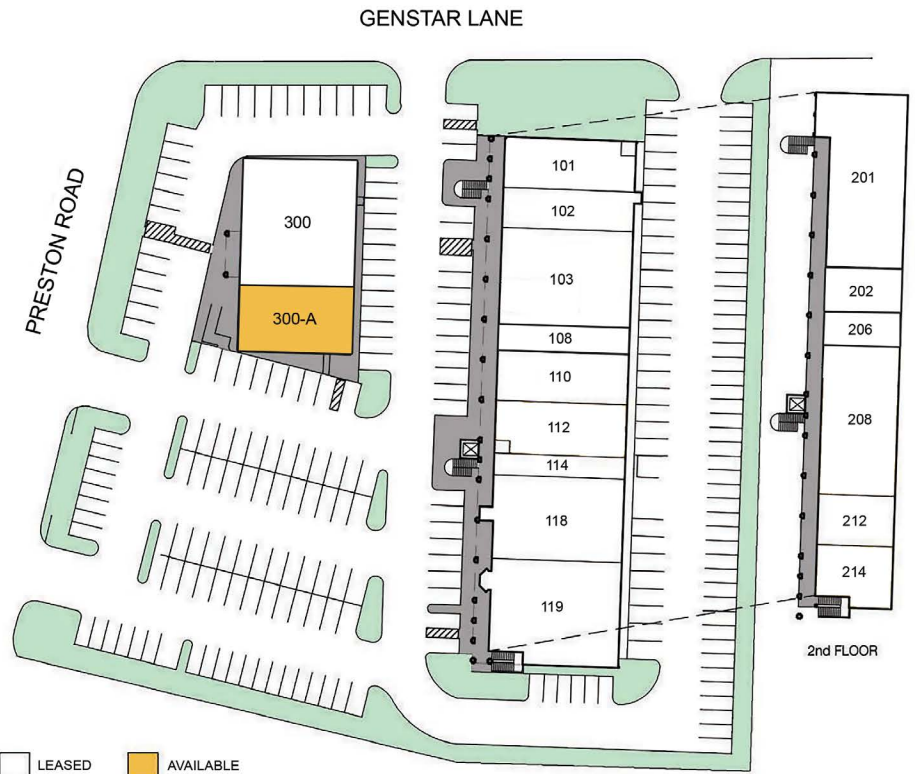 GENSTAR LANE
PRESTON ROAD
300
300-A
101
102
103
108
110
112
114
118
119
201
202
206
208
212
214
2nd FLOOR
LEASED
AVAILABLE